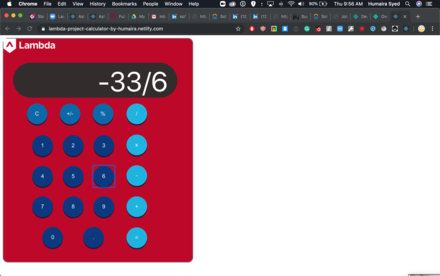 Chrome File Edit View History Bookmarks People Window Help 90% Thu 9:56 AM Humaira Syed
lambda-project-calculator-by-humaira.netlify.com
Lambda
-33/6
C +/- % /
1 2 3
4 5 6 -
7 8 9 +
0 . =